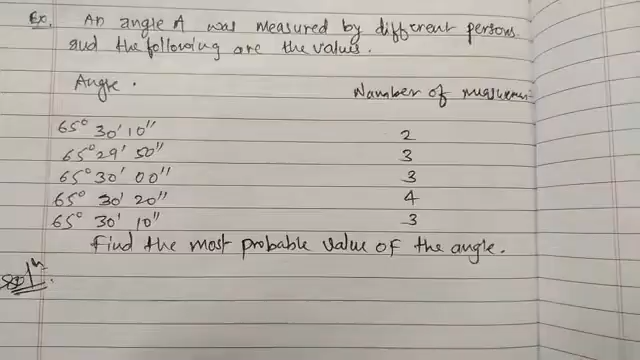 Ex. An angle A was measured by different persons
and the following are the values.
Angle. Number of
65° 30' 10" 2
65° 29' 50" 3
65° 30' 00" 3
65° 30' 20" 4
65° 30' 10" 3
Find the most probable value of the angle.
Sol^n.